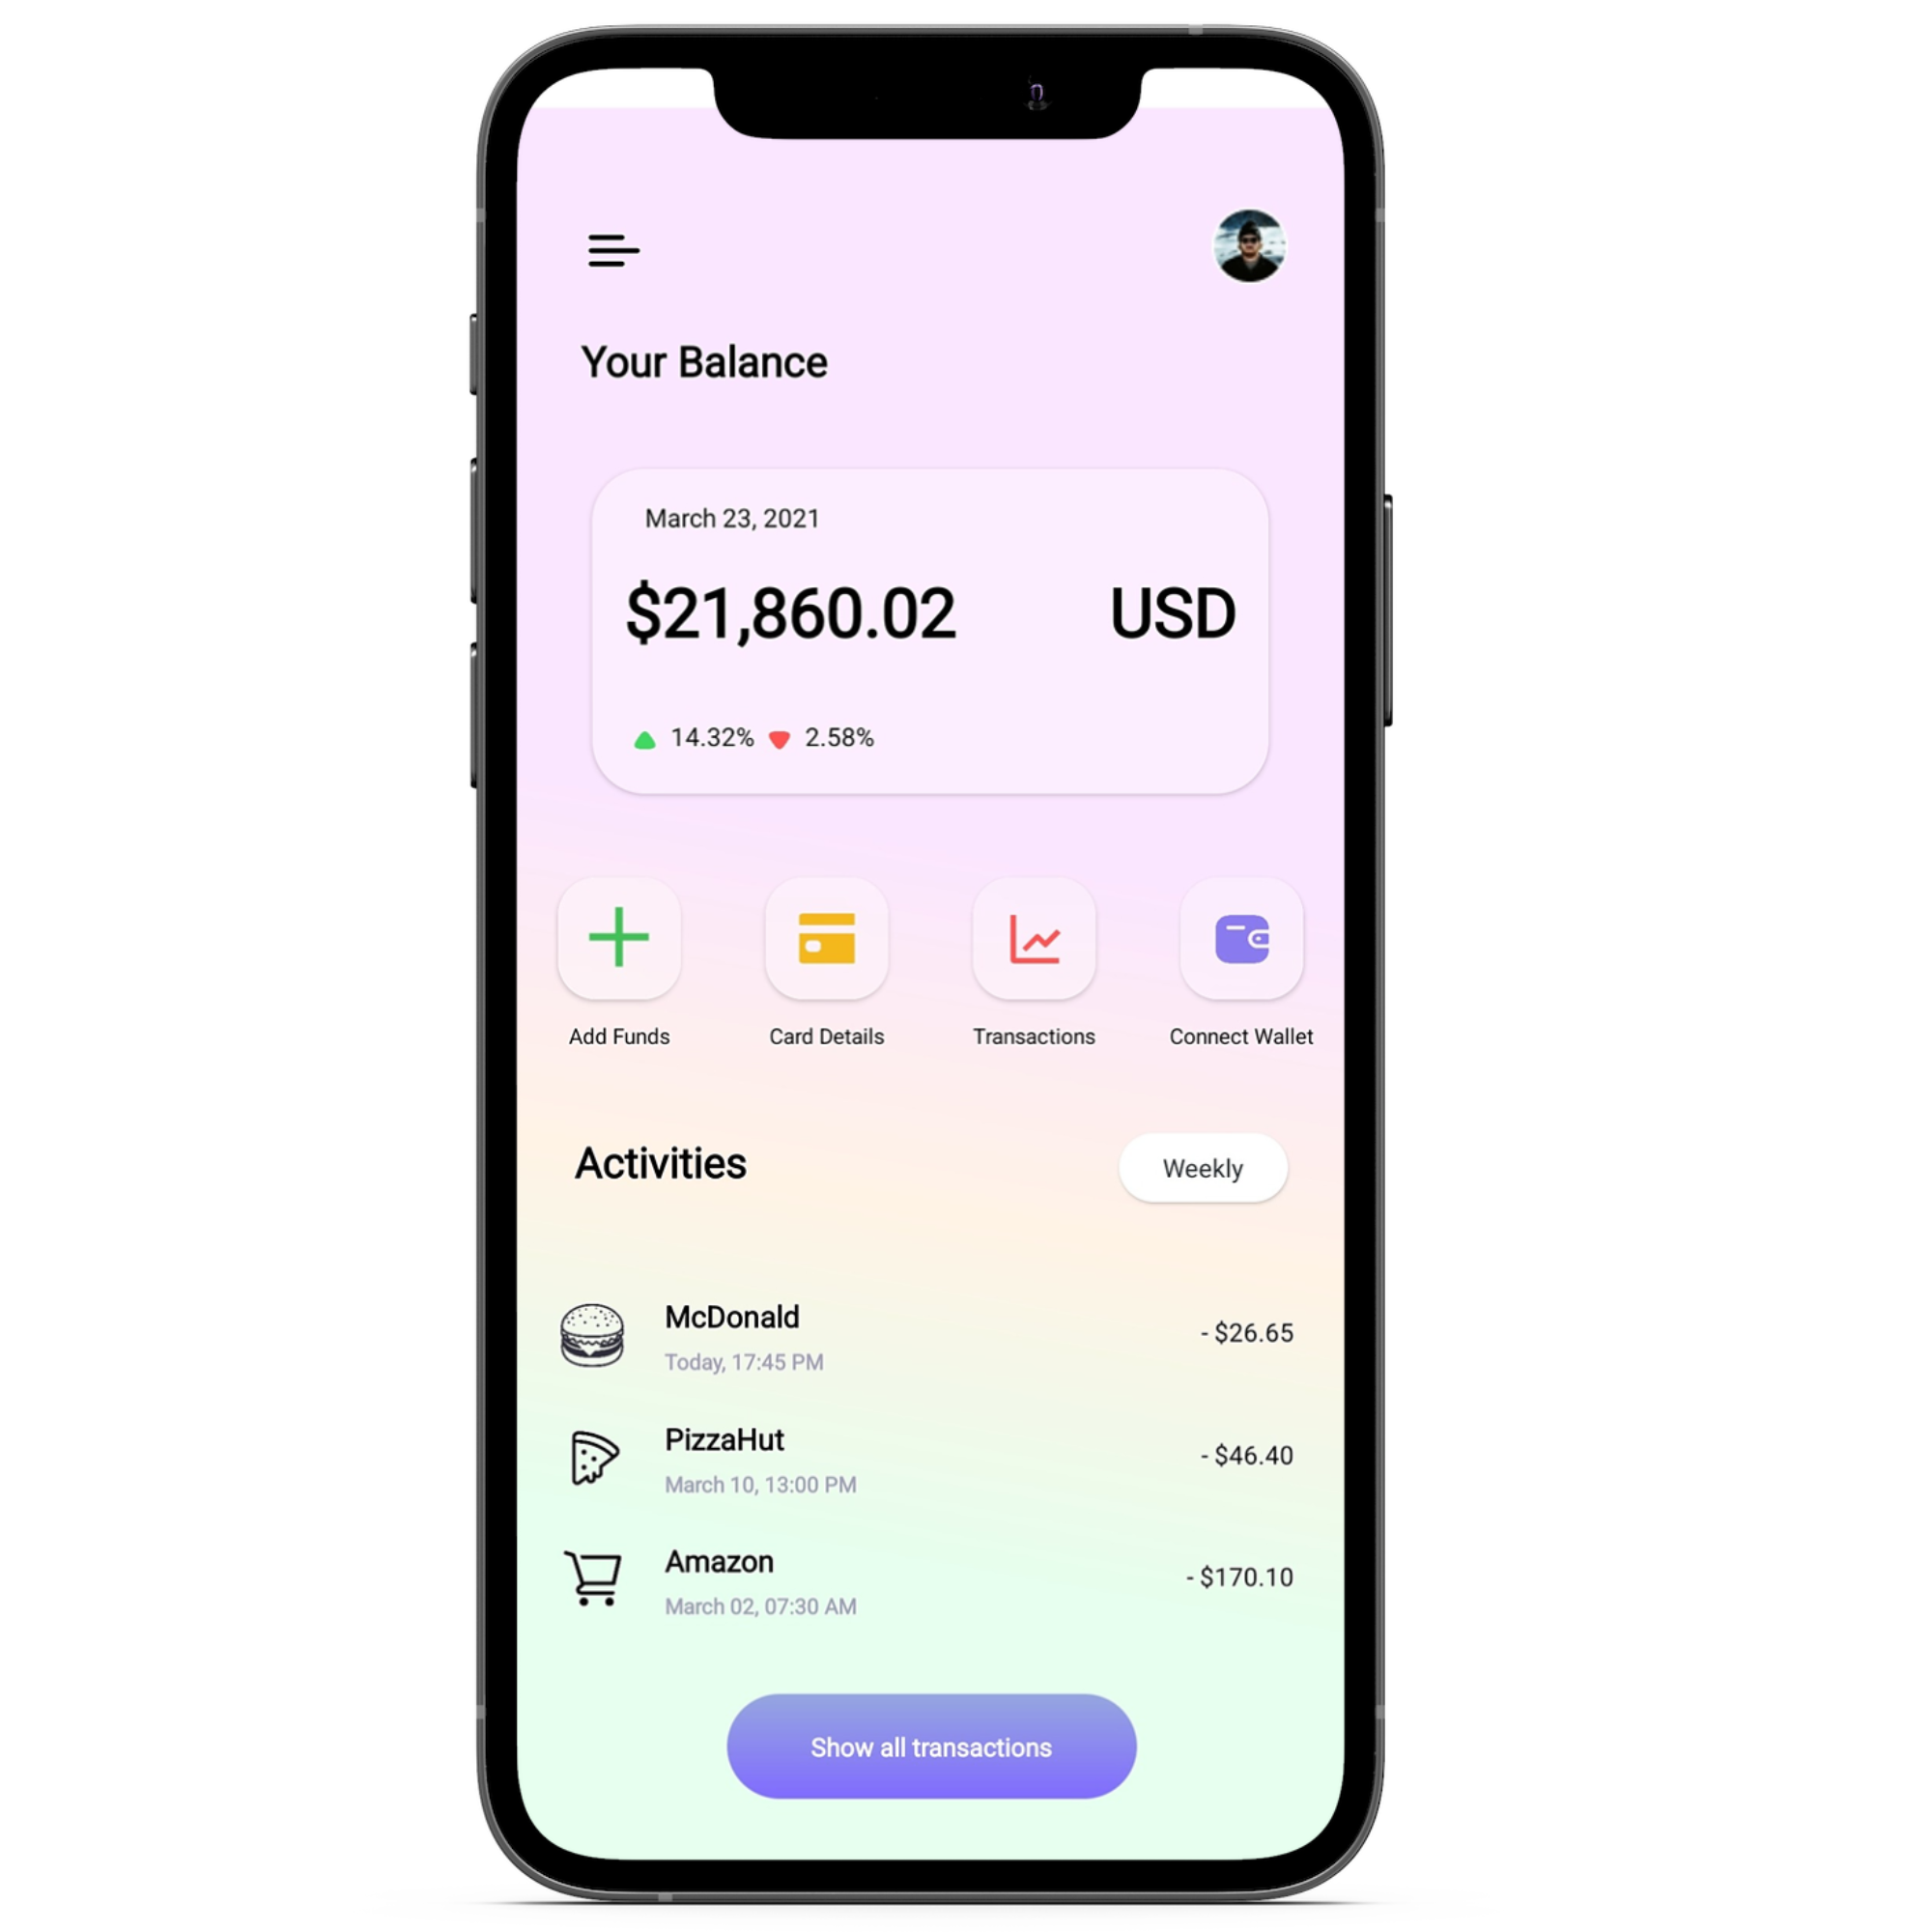 Your Balance
March 23, 2021
$21,860.02 USD
14.32% 2.58%
Add Funds Card Details Transactions Connect Wallet
Activities Weekly
McDonald
- $26.65
Today, 17:45 PM
PizzaHut
- $46.40
March 10, 13:00 PM
Amazon
- $170.10
March 02, 07:30 AM
Show all transactions